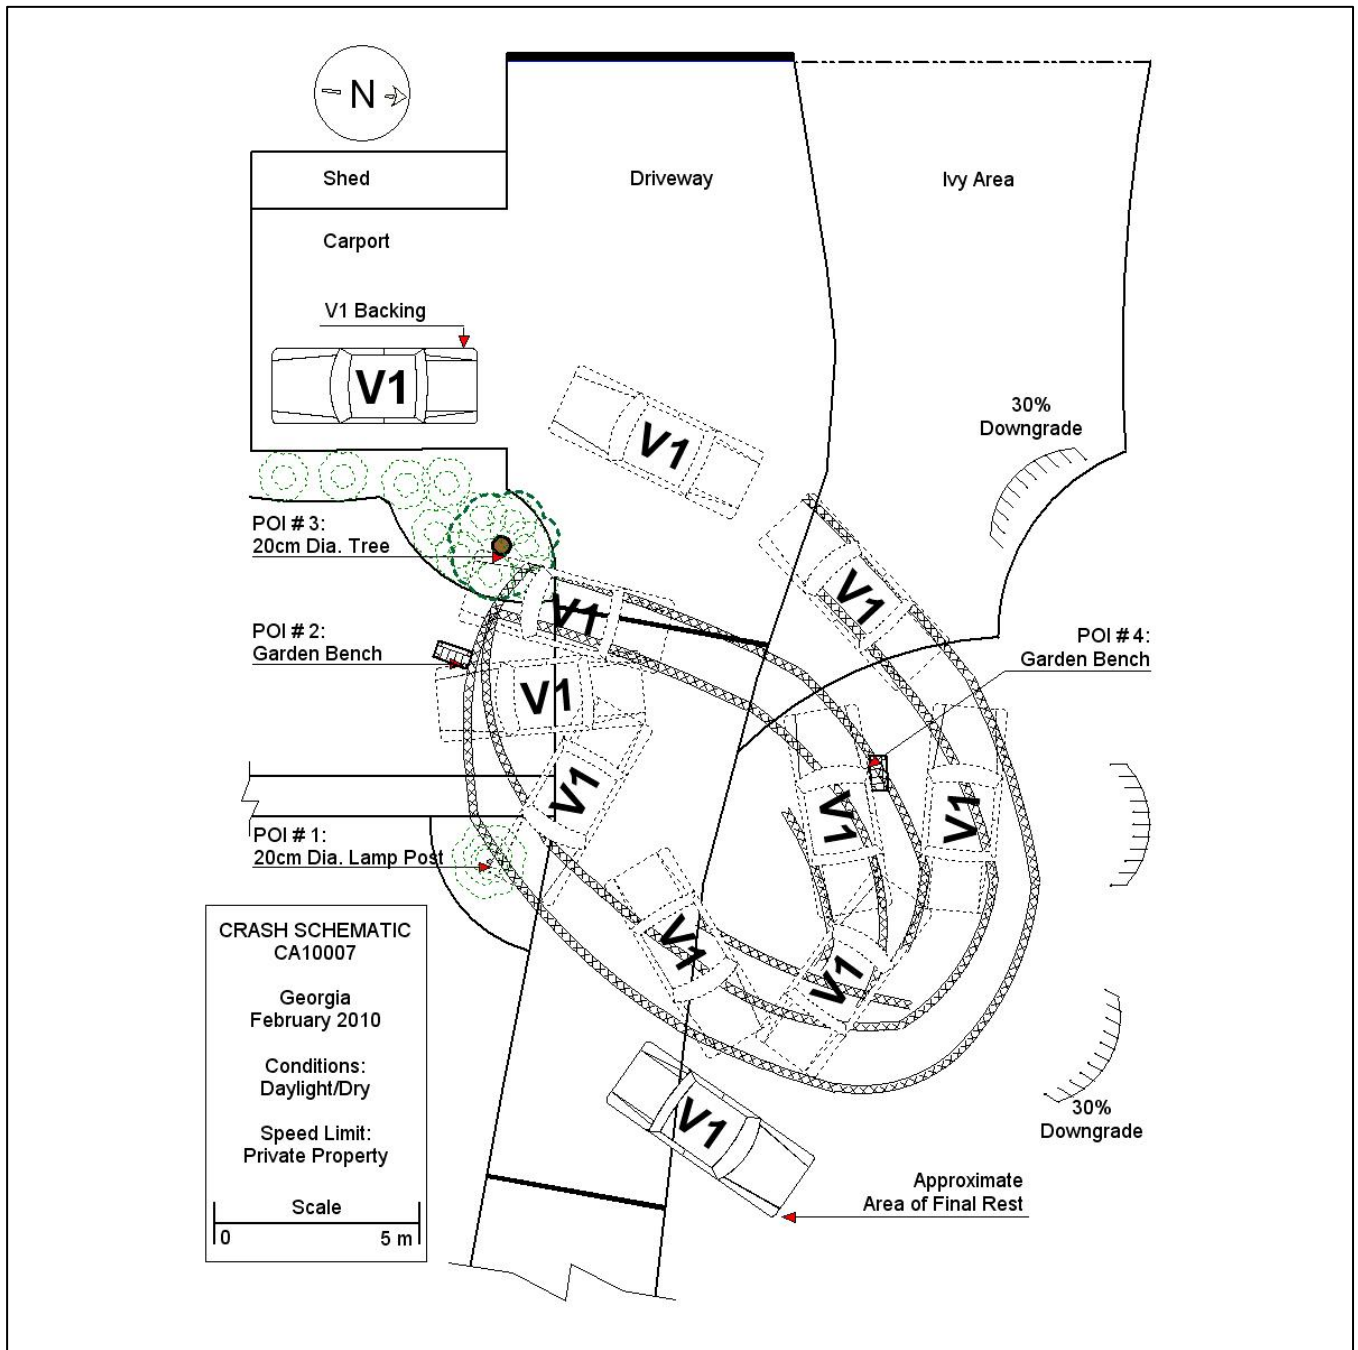 N
Shed
Driveway
Ivy Area
Carport
V1 Backing
V1
V1
30%
Downgrade
POI # 3:
20cm Dia. Tree
V1
V1
POI # 2:
Garden Bench
POI # 4:
Garden Bench
V1
V1
V1
V1
POI # 1:
20cm Dia. Lamp Post
V1
V1
CRASH SCHEMATIC
CA10007
Georgia
February 2010
Conditions:
Daylight/Dry
Speed Limit:
Private Property
Scale
0 5 m
V1
30%
Downgrade
Approximate
Area of Final Rest